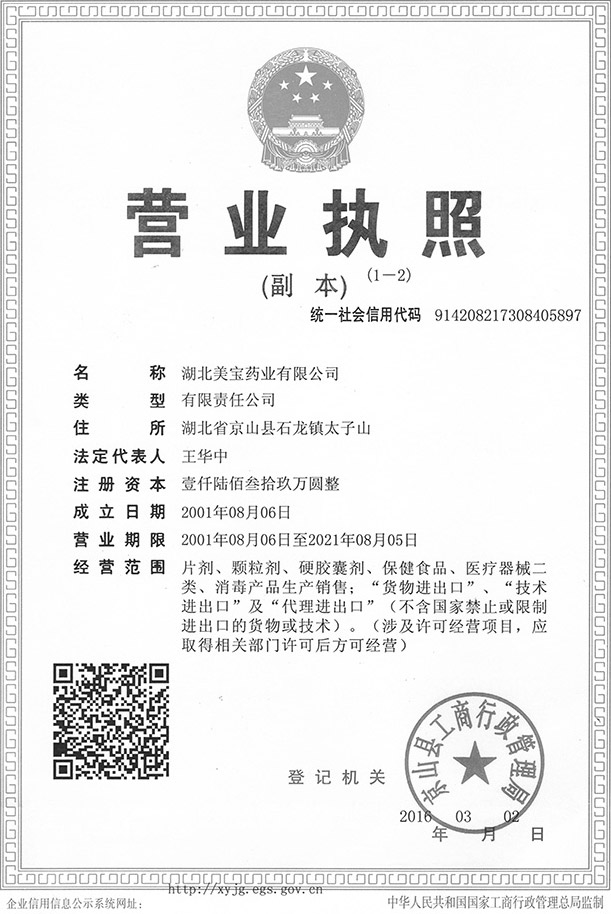 营业执照
(副 本) (1-2)
统一社会信用代码 914208217308405897
名 称 湖北美宝药业有限公司
类 型 有限责任公司
住 所 湖北省京山县石龙镇太子山
法定代表人 王华中
注册资本 壹仟陆佰叁拾玖万圆整
成立日期 2001年08月06日
营业期限 2001年08月06日至2021年08月05日
经营范围 片剂、颗粒剂、硬胶囊剂、保健食品、医疗器械二
类、消毒产品生产销售；“货物进出口”、“技术
进出口”及“代理进出口”（不含国家禁止或限制
进出口的货物或技术）。（涉及许可经营项目，应
取得相关部门许可后方可经营）
京山县工商行政管理局
登记机关
2016 03 02
年 月 日
http://xyjg.egs.gov.cn
企业信用信息公示系统网址：
中华人民共和国国家工商行政管理总局监制